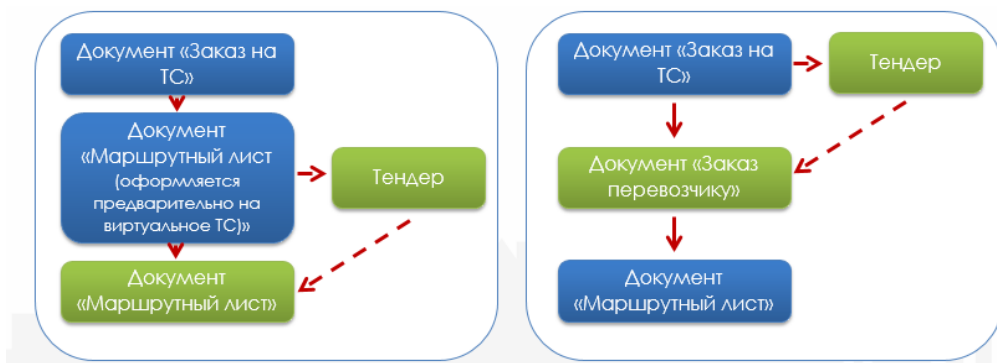 Документ «Заказ на
ТС»
Документ
«Маршрутный лист
(оформляется
предварительно на
виртуальное ТС)»
Тендер
Документ
«Маршрутный лист»
Документ «Заказ на
ТС»
Тендер
Документ «Заказ
перевозчику»
Документ
«Маршрутный лист»